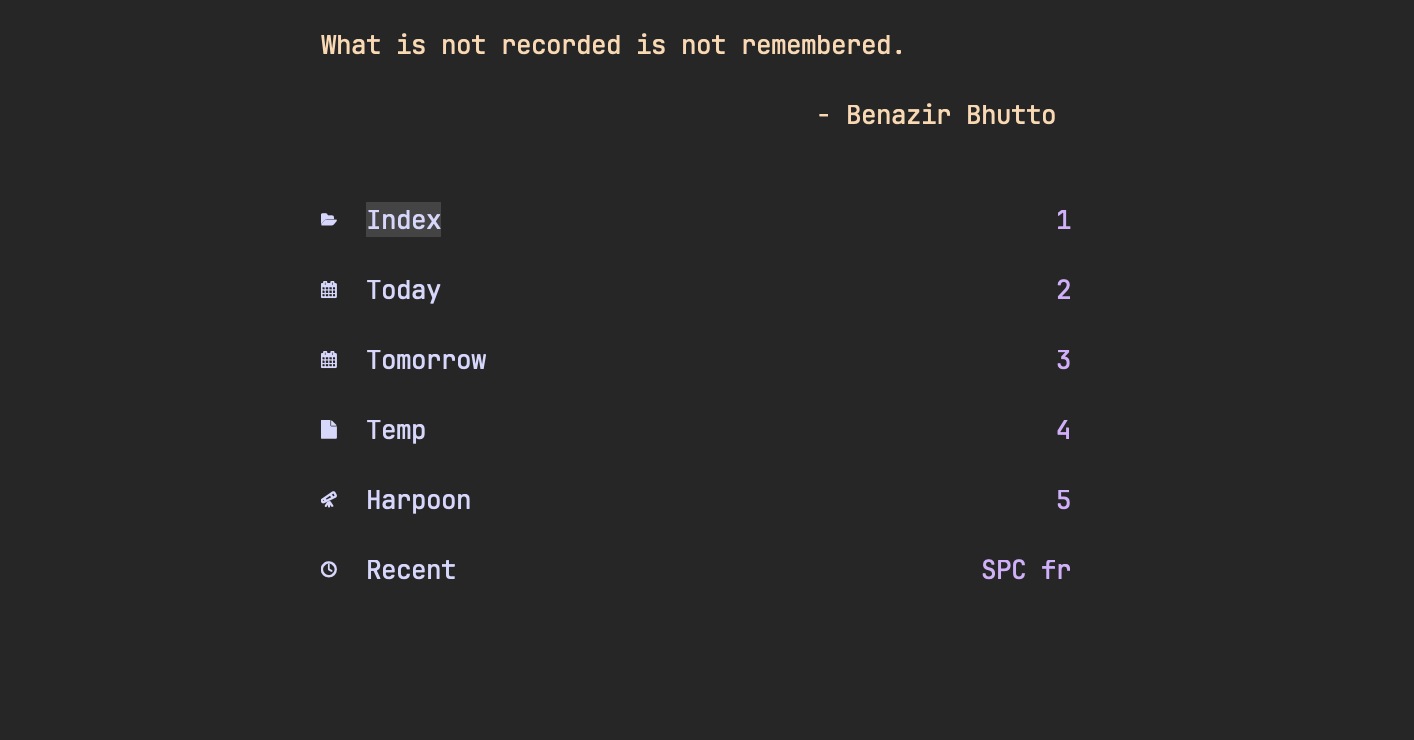 What is not recorded is not remembered.
- Benazir Bhutto
Index 1
Today 2
Tomorrow 3
Temp 4
Harpoon 5
Recent SPC fr